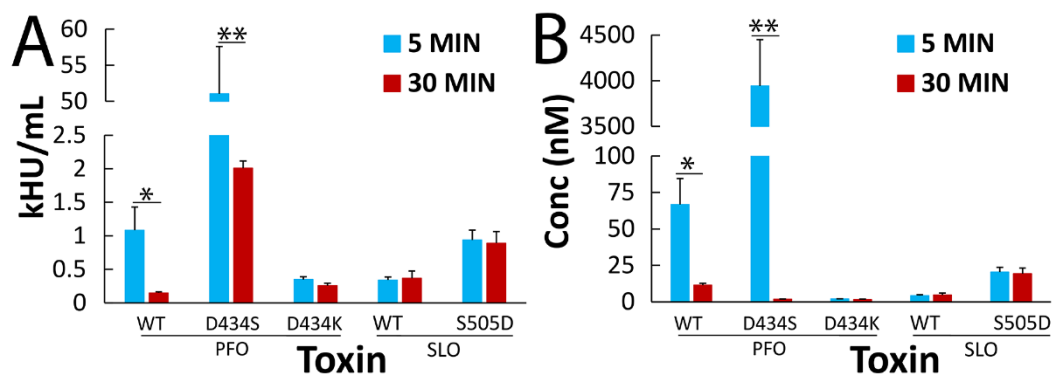 A
kHU/mL
60
55
50
2.5
2
1.5
1
0.5
0
*
**
5 MIN
30 MIN
WT D434S D434K WT S505D
PFO SLO
Toxin
B
Conc (nM)
4500
4000
3500
100
75
50
25
0
*
**
5 MIN
30 MIN
WT D434S D434K WT S505D
PFO SLO
Toxin